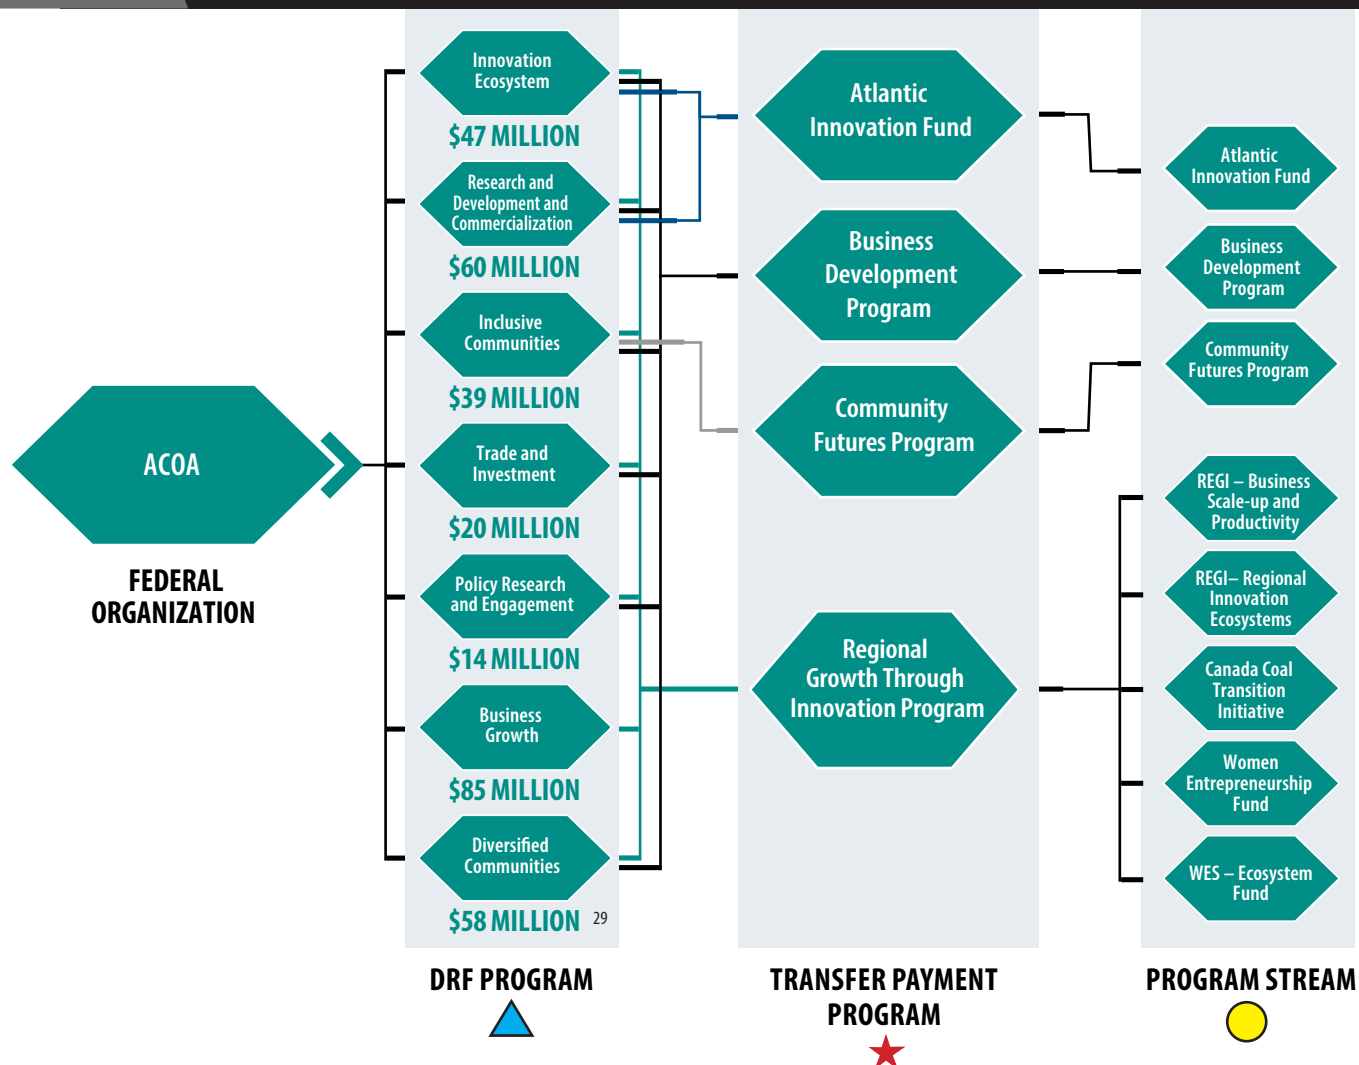 ACOA
FEDERAL
ORGANIZATION
Innovation
Ecosystem
$47 MILLION
Research and
Development and
Commercialization
$60 MILLION
Inclusive
Communities
$39 MILLION
Trade and
Investment
$20 MILLION
Policy Research
and Engagement
$14 MILLION
Business
Growth
$85 MILLION
Diversified
Communities
$58 MILLION 29
DRF PROGRAM
Atlantic
Innovation Fund
Business
Development
Program
Community
Futures Program
Regional
Growth Through
Innovation Program
TRANSFER PAYMENT
PROGRAM
Atlantic
Innovation Fund
Business
Development
Program
Community
Futures Program
REGI – Business
Scale-up and
Productivity
REGI– Regional
Innovation
Ecosystems
Canada Coal
Transition
Initiative
Women
Entrepreneurship
Fund
WES – Ecosystem
Fund
PROGRAM STREAM